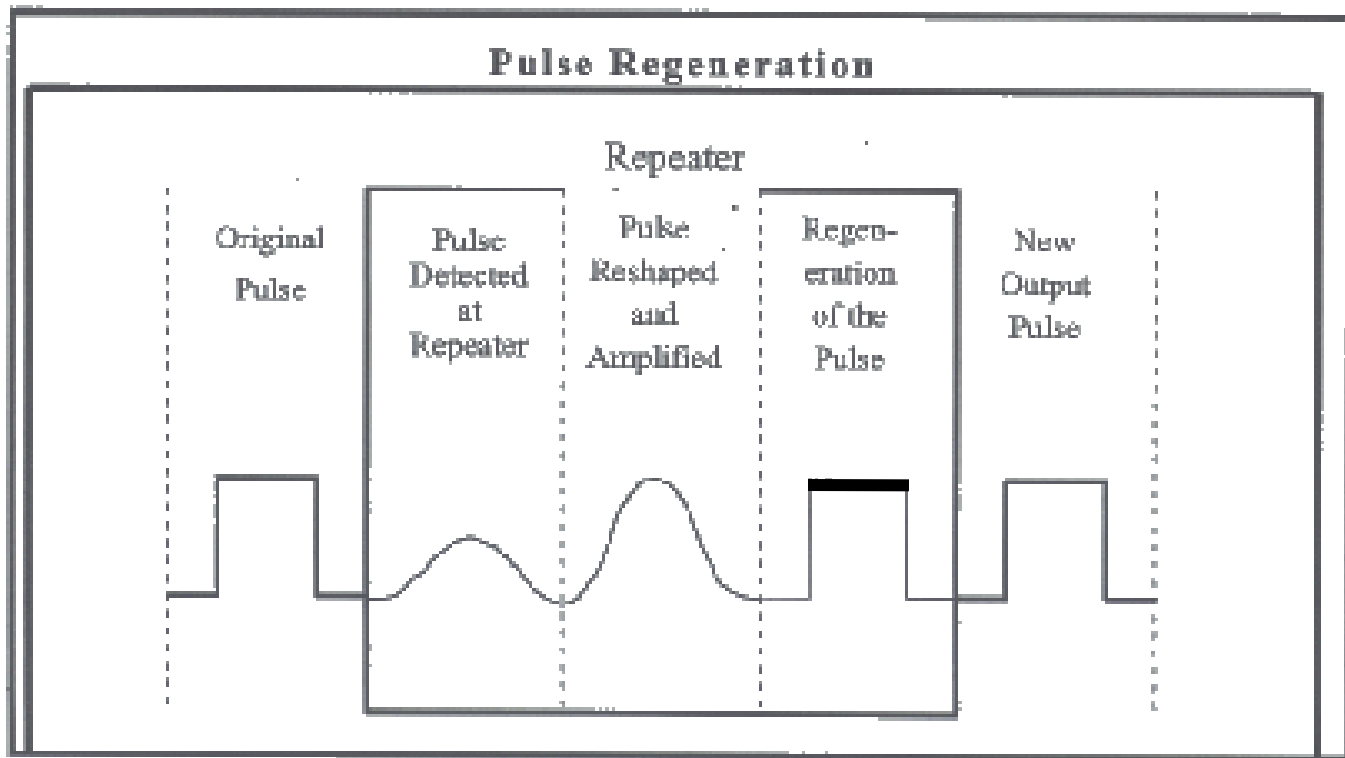 Pulse Regeneration
Repeater
Original
Pulse
Pulse
Detected
at
Repeater
Pulse
Reshaped
and
Amplified
Regen-
eration
of the
Pulse
New
Output
Pulse